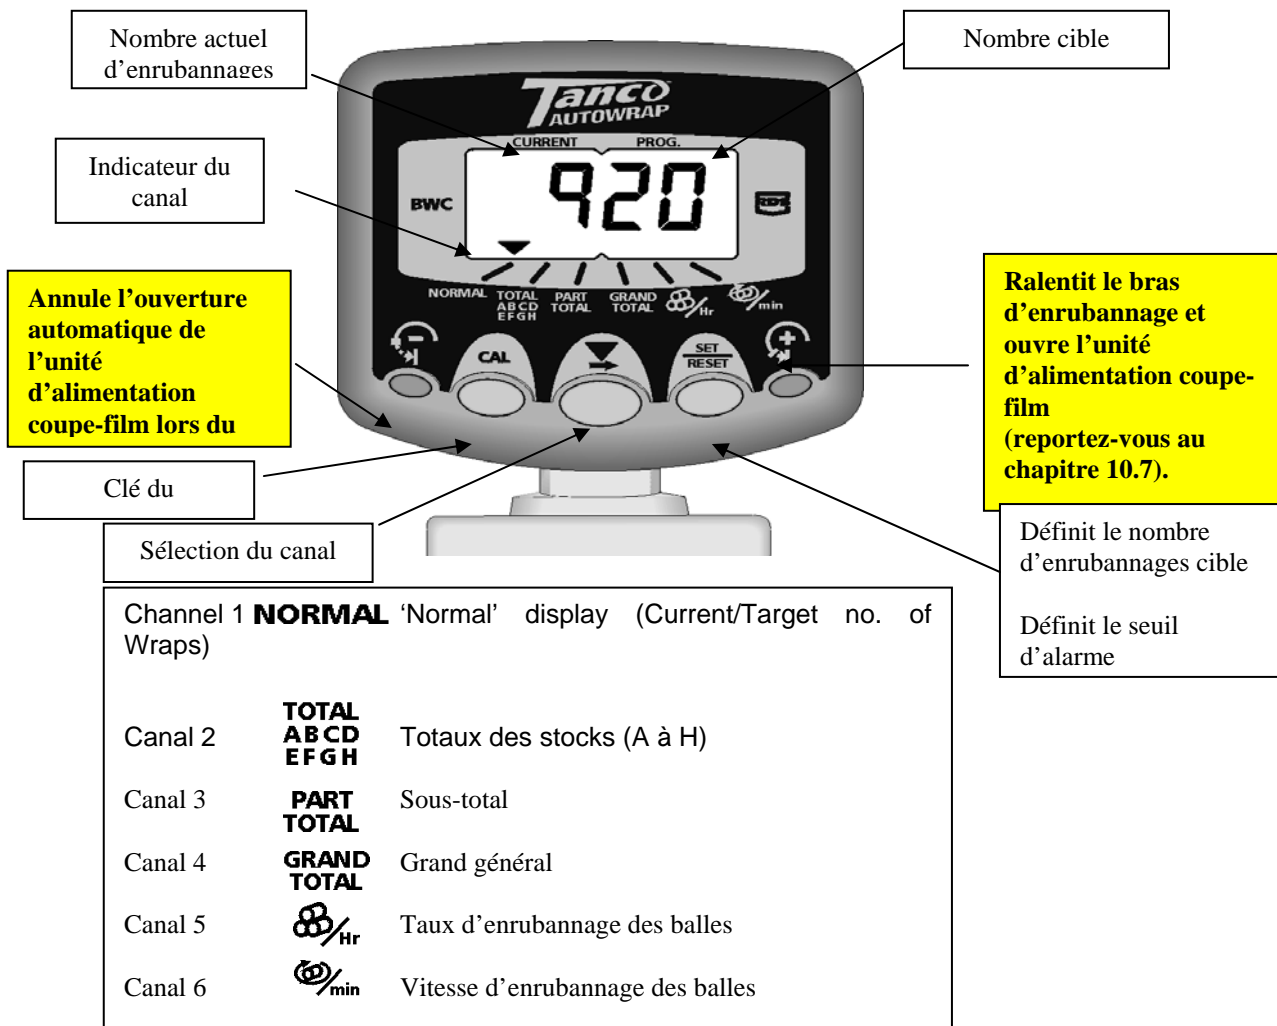 Nombre actuel
d'enrubannages
Nombre cible
Tanco
AUTOWRAP
CURRENT
PROG.
Indicateur du
canal
BWC
920
RDS
NORMAL
TOTAL
ABCD
EFGH
PART
TOTAL
GRAND
TOTAL
/Hr
/min
Annule l'ouverture
automatique de
l'unité
d'alimentation
coupe-film lors du
Ralentit le bras
d'enrubannage et
ouvre l'unité
d'alimentation coupe-
film
(reportez-vous au
chapitre 10.7).
CAL
SET
RESET
Clé du
Sélection du canal
Définit le nombre
d'enrubannages cible
Définit le seuil
d'alarme
Channel 1 NORMAL 'Normal' display (Current/Target no. of
Wraps)
Canal 2 TOTAL ABCD EFGH Totaux des stocks (A à H)
Canal 3 PART TOTAL Sous-total
Canal 4 GRAND TOTAL Grand général
Canal 5 /Hr Taux d'enrubannage des balles
Canal 6 /min Vitesse d'enrubannage des balles